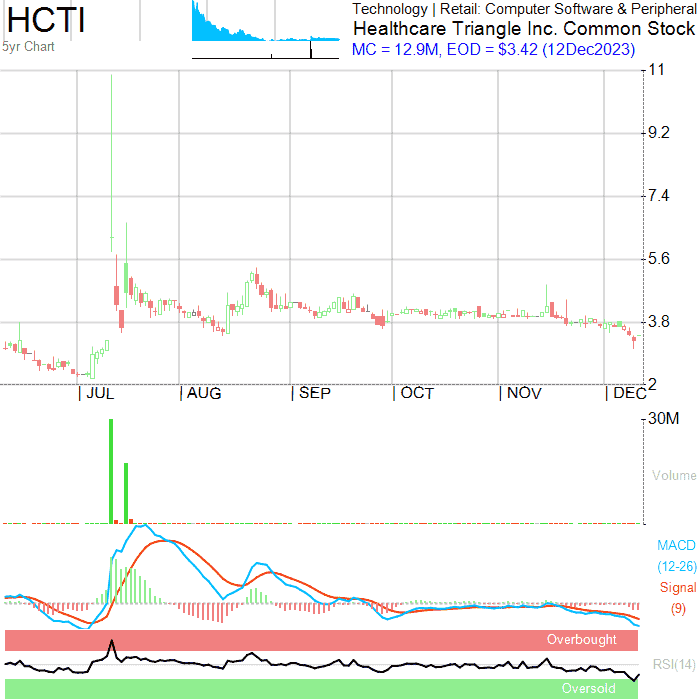 HCTI
5yr Chart
Technology | Retail: Computer Software & Peripheral
Healthcare Triangle Inc. Common Stock
MC = 12.9M, EOD = $3.42 (12Dec2023)
11
9.2
7.4
5.6
3.8
2
| JUL | AUG | SEP | OCT | NOV | DEC
30M
Volume
MACD
(12-26)
Signal
(9)
Overbought
RSI(14)
Oversold